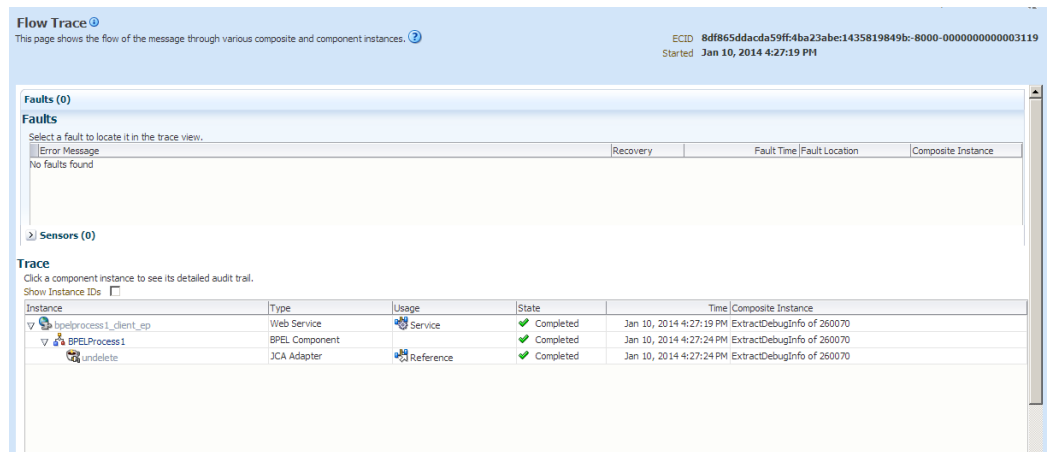 Flow Trace
This page shows the flow of the message through various composite and component instances.
ECID 8df865ddacda59ff:4ba23abe:1435819849b:-8000-0000000000003119
Started Jan 10, 2014 4:27:19 PM
Faults (0)
Faults
Select a fault to locate it in the trace view.
Error Message Recovery Fault Time Fault Location Composite Instance
No faults found
Sensors (0)
Trace
Click a component instance to see its detailed audit trail.
Show Instance IDs
Instance Type Usage State Time Composite Instance
bpelprocess1_client_ep Web Service Service Completed Jan 10, 2014 4:27:19 PM ExtractDebugInfo of 260070
BPELProcess1 BPEL Component Completed Jan 10, 2014 4:27:24 PM ExtractDebugInfo of 260070
undelete JCA Adapter Reference Completed Jan 10, 2014 4:27:24 PM ExtractDebugInfo of 260070